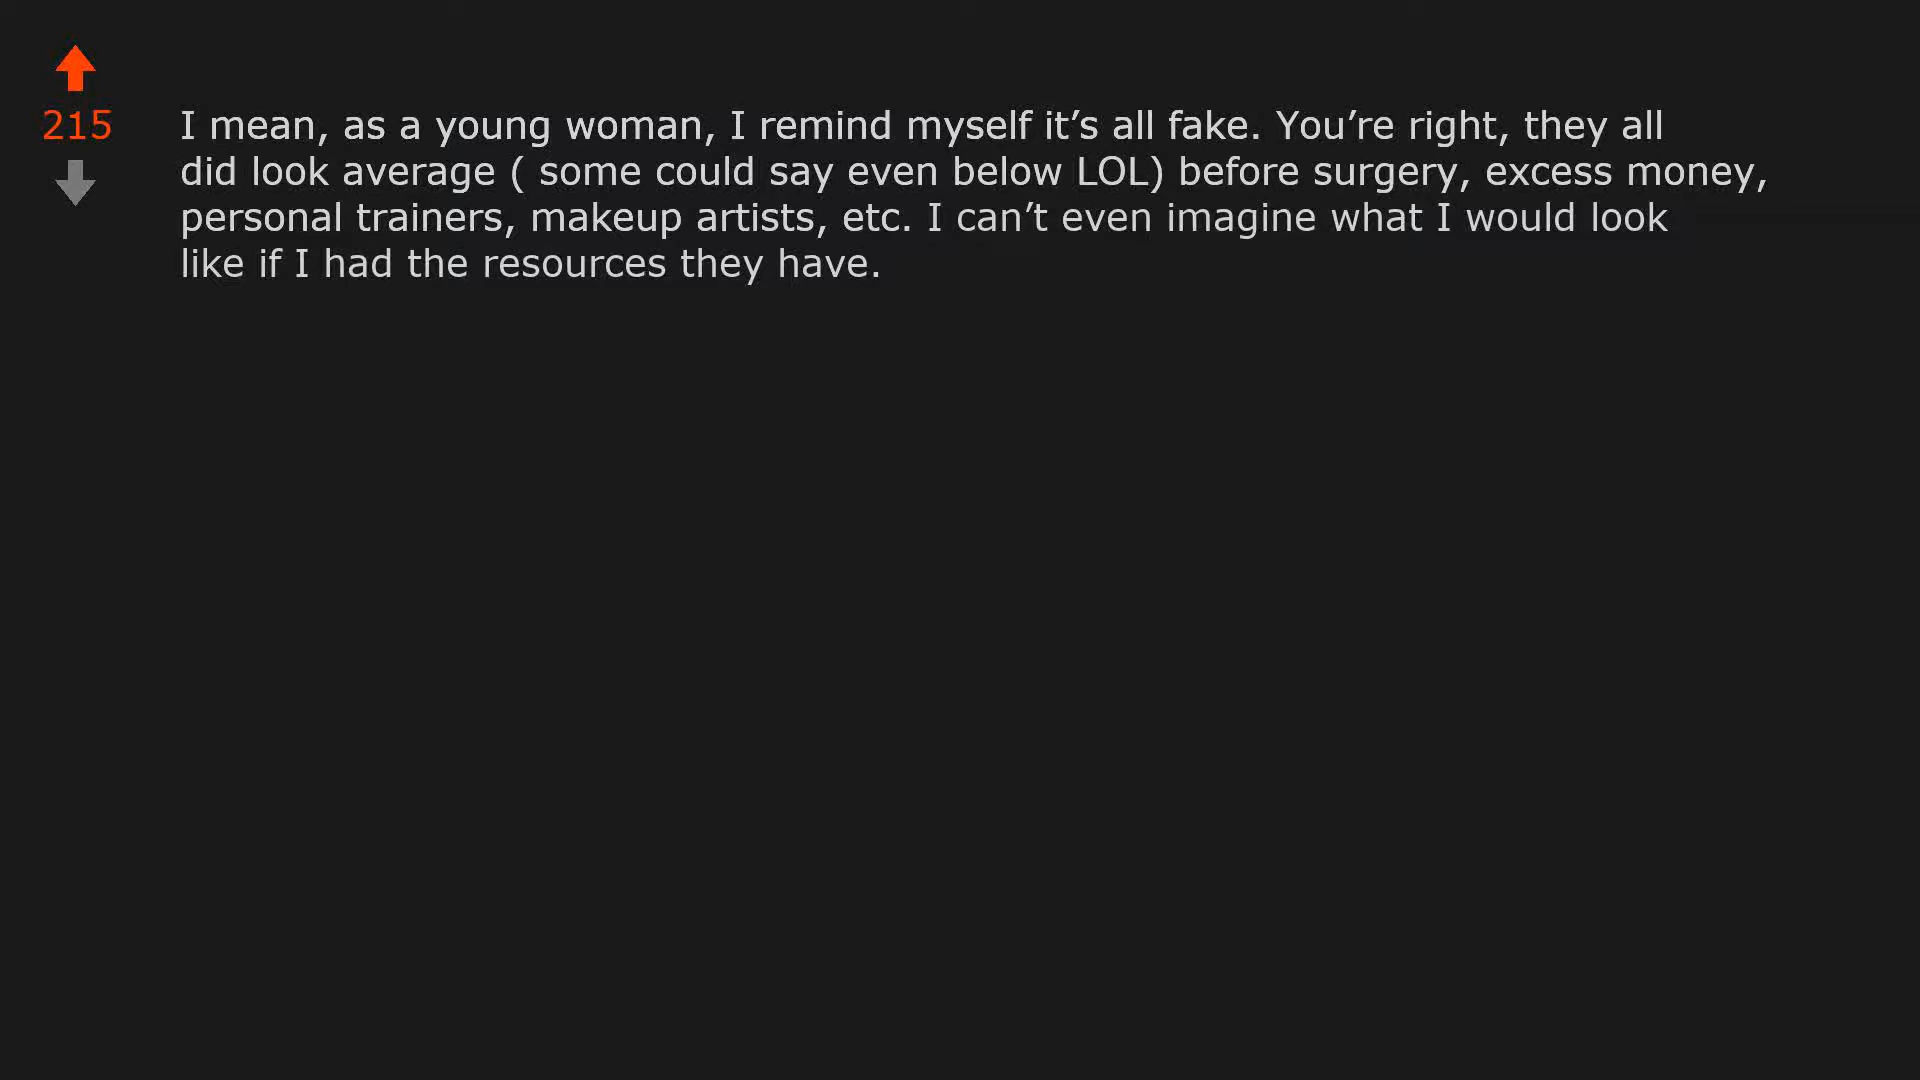 215
I mean, as a young woman, I remind myself it’s all fake. You’re right, they all
did look average ( some could say even below LOL) before surgery, excess money,
personal trainers, makeup artists, etc. I can’t even imagine what I would look
like if I had the resources they have.